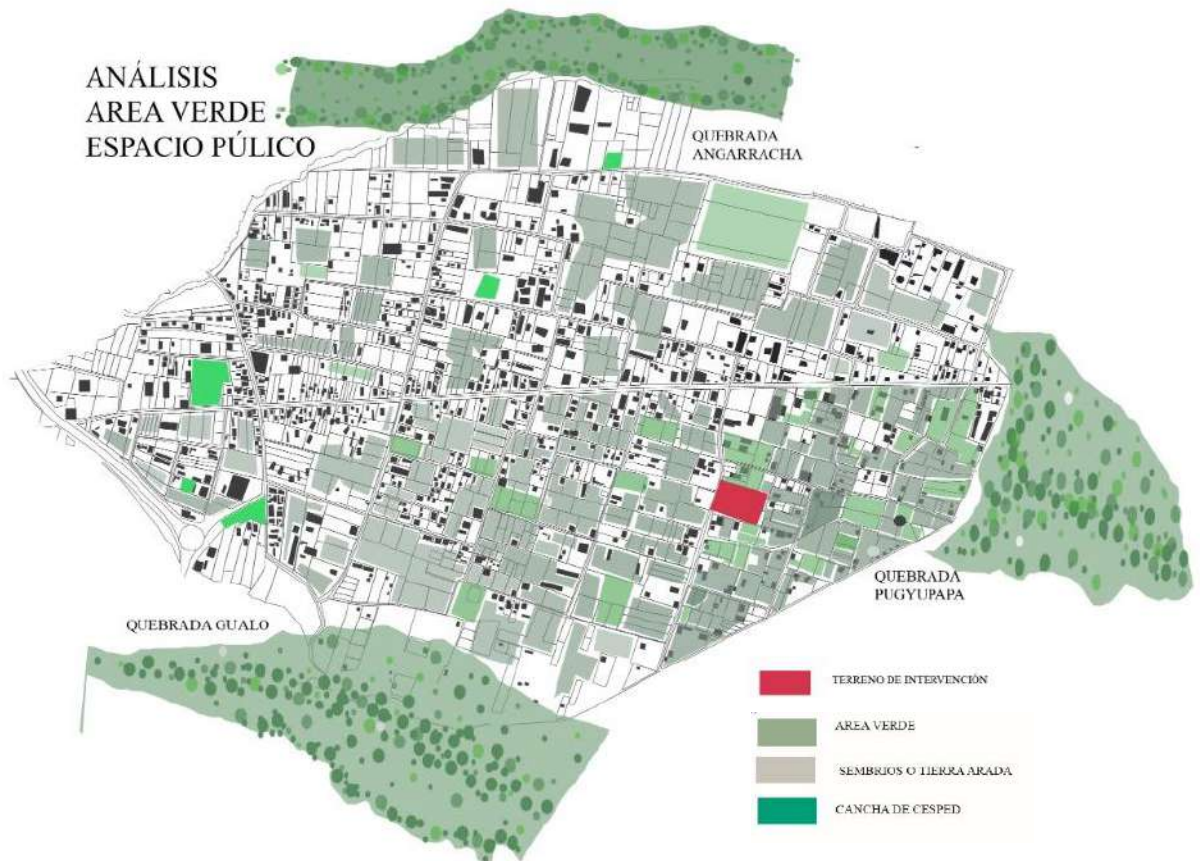 ANÁLISIS
AREA VERDE
ESPACIO PÚLICO
QUEBRADA
ANGARRACHA
QUEBRADA
PUGYUPAPA
QUEBRADA GUALO
TERRENO DE INTERVENCIÓN
AREA VERDE
SEMBRIOS O TIERRA ARADA
CANCHA DE CESPED